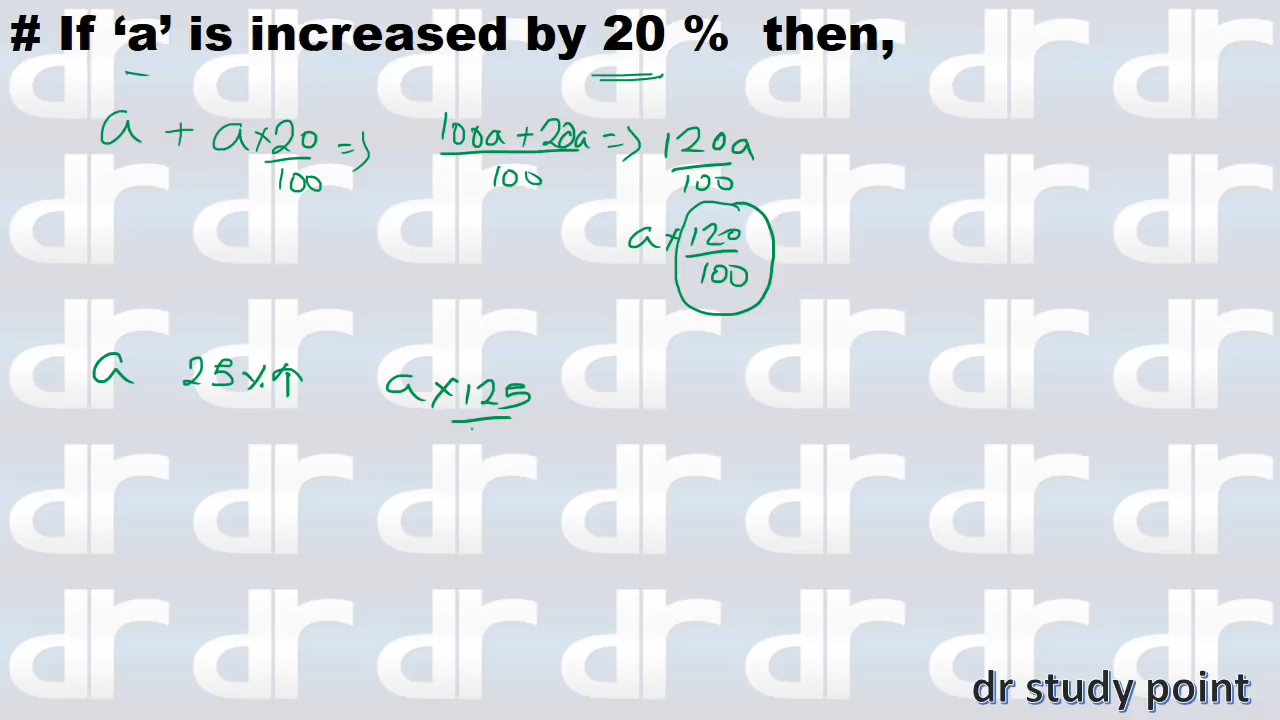 # If ‘a’ is increased by 20 % then,
a + a×20/100 => 100a + 20a/100 => 120a/100
a × 120/100
a 25%↑ a × 125
dr study point